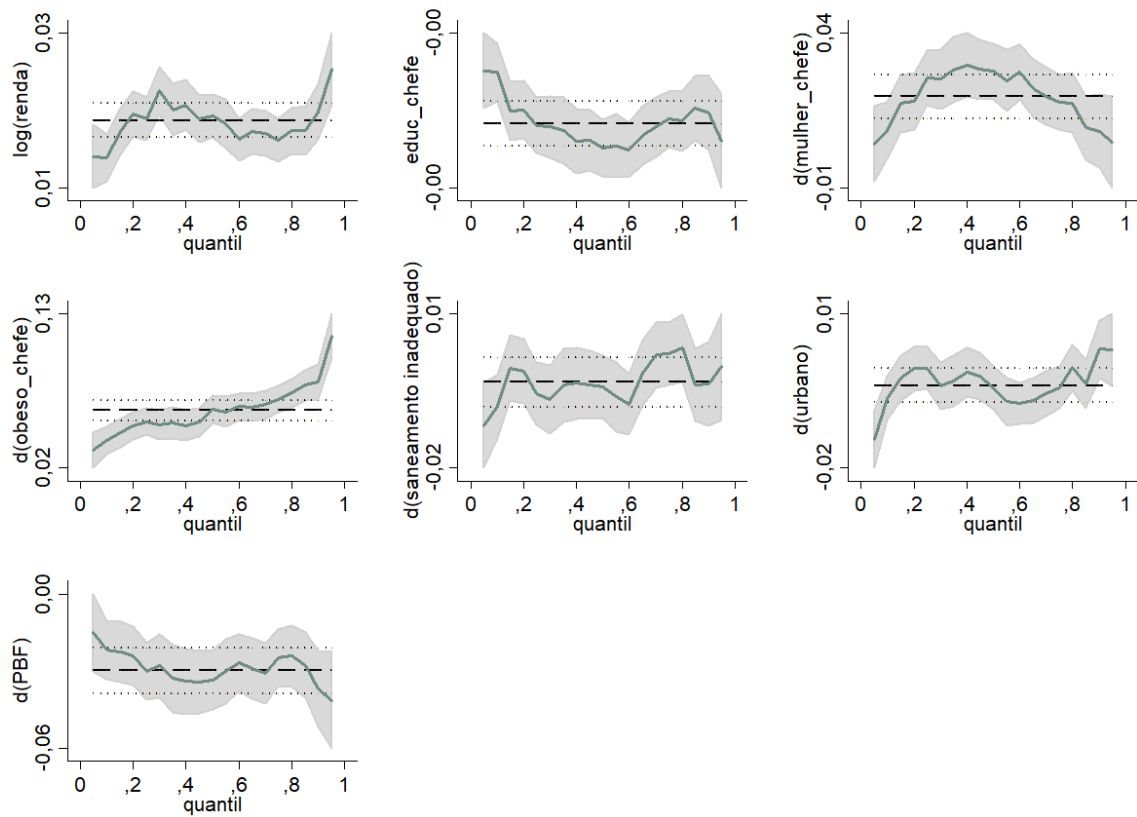 log(renda)
0,03
0,01
0 ,2 ,4 ,6 ,8 1
quantil
educ_chefe
-0,00
-0,00
0 ,2 ,4 ,6 ,8 1
quantil
d(mulher_chefe)
0,04
-0,01
0 ,2 ,4 ,6 ,8 1
quantil
d(obeso_chefe)
0,13
0,02
0 ,2 ,4 ,6 ,8 1
quantil
d(saneamento inadequado)
0,01
-0,02
0 ,2 ,4 ,6 ,8 1
quantil
d(urbano)
0,01
-0,02
0 ,2 ,4 ,6 ,8 1
quantil
d(PBF)
0,00
-0,06
0 ,2 ,4 ,6 ,8 1
quantil